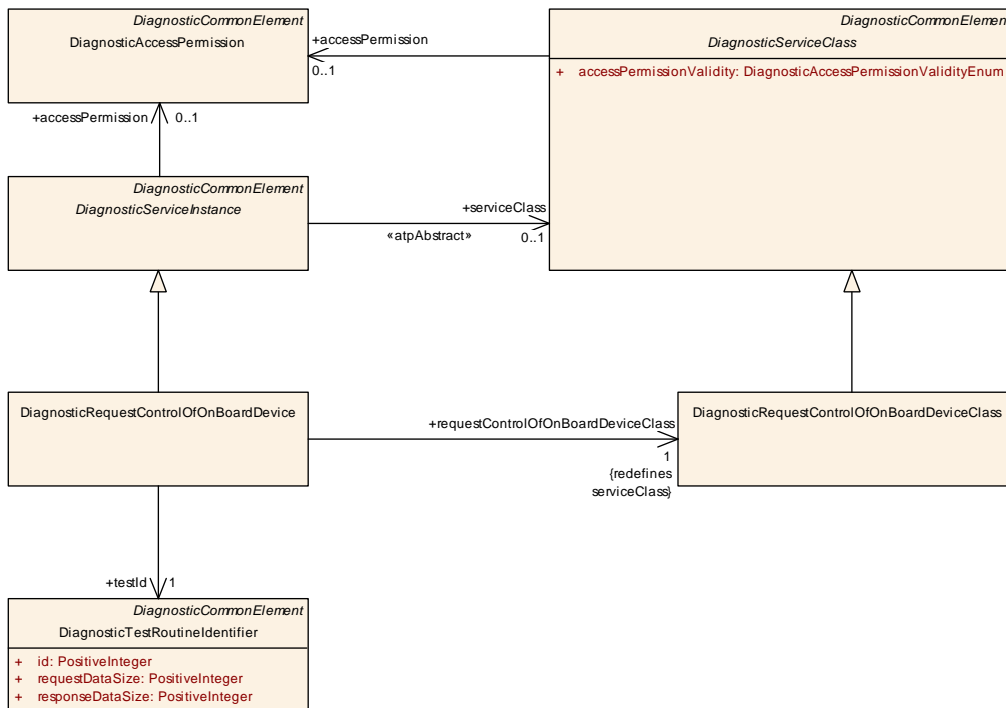 DiagnosticCommonElement
DiagnosticAccessPermission
DiagnosticCommonElement
DiagnosticServiceClass
+ accessPermissionValidity: DiagnosticAccessPermissionValidityEnum
+accessPermission
0..1
+accessPermission
0..1
DiagnosticCommonElement
DiagnosticServiceInstance
+serviceClass
«atpAbstract»
0..1
DiagnosticRequestControlOfOnBoardDevice
+requestControlOfOnBoardDeviceClass
1
{redefines
serviceClass}
DiagnosticRequestControlOfOnBoardDeviceClass
+testId
1
DiagnosticCommonElement
DiagnosticTestRoutineIdentifier
+ id: PositiveInteger
+ requestDataSize: PositiveInteger
+ responseDataSize: PositiveInteger